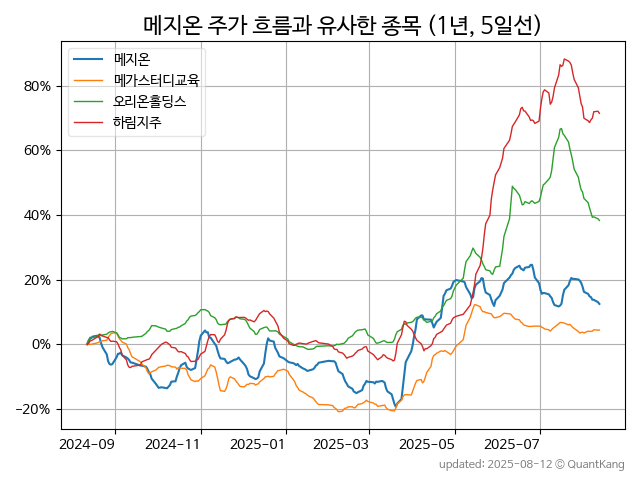 메지온 주가 흐름과 유사한 종목 (1년, 5일선)
메지온
메가스터디교육
오리온홀딩스
하림지주
80%
60%
40%
20%
0%
−20%
2024-09 2024-11 2025-01 2025-03 2025-05 2025-07
updated: 2025-08-12 © QuantKang